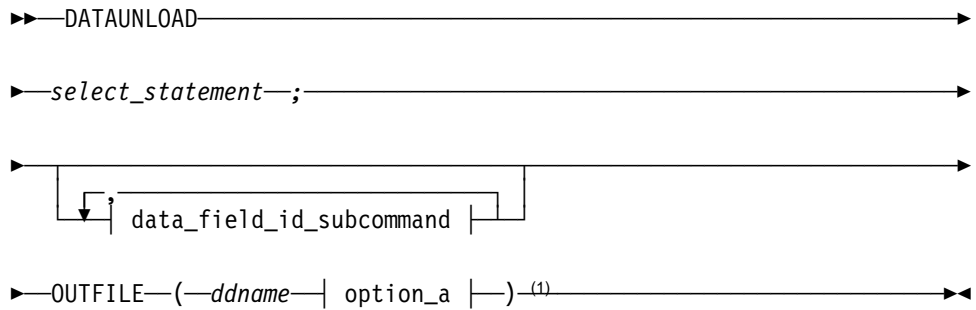 DATAUNLOAD
select_statement ;
,
data_field_id_subcommand
OUTFILE ( ddname option_a ) (1)